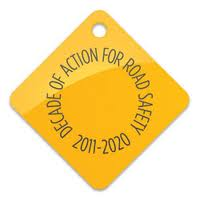 DECADE OF ACTION FOR ROAD SAFETY
2011-2020